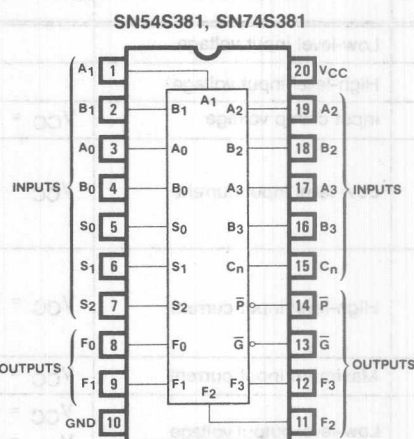 SN54S381, SN74S381
A1 1 20 VCC
B1 2 B1 A1 A2 19 A2
A0 3 A0 B2 18 B2
INPUTS B0 4 B0 A3 17 A3 INPUTS
S0 5 S0 B3 16 B3
S1 6 S1 Cn 15 Cn
S2 7 S2 P̅ 14 P̅
F0 8 F0 G̅ 13 G̅
OUTPUTS F1 9 F1 F3 12 F3 OUTPUTS
GND 10 F2 11 F2